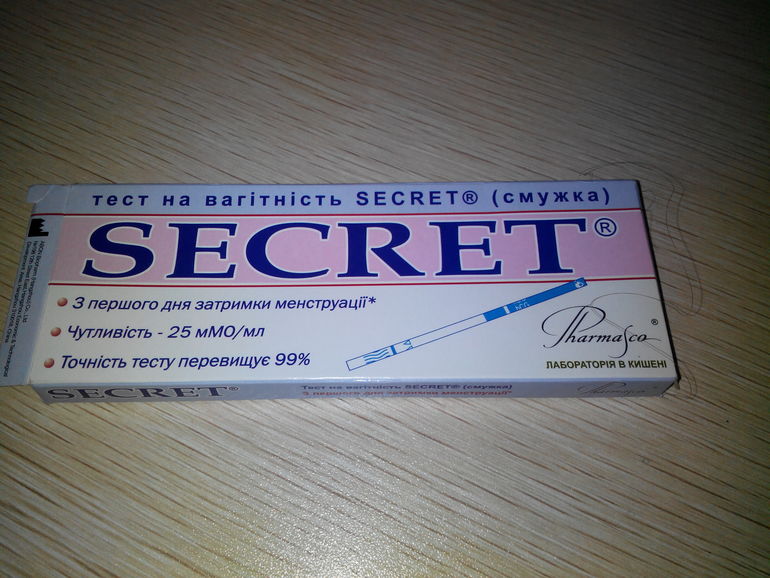 тест на вагітність SECRET® (смужка)
SECRET®
З першого дня затримки менструації*
Чутливість - 25 мМО/мл
Точність тесту перевищує 99%
Pharmasco®
ЛАБОРАТОРІЯ В КИШЕНІ
SECRET®
Тест на вагітність SECRET® (смужка)
З першого дня затримки менструації*
Pharmasco